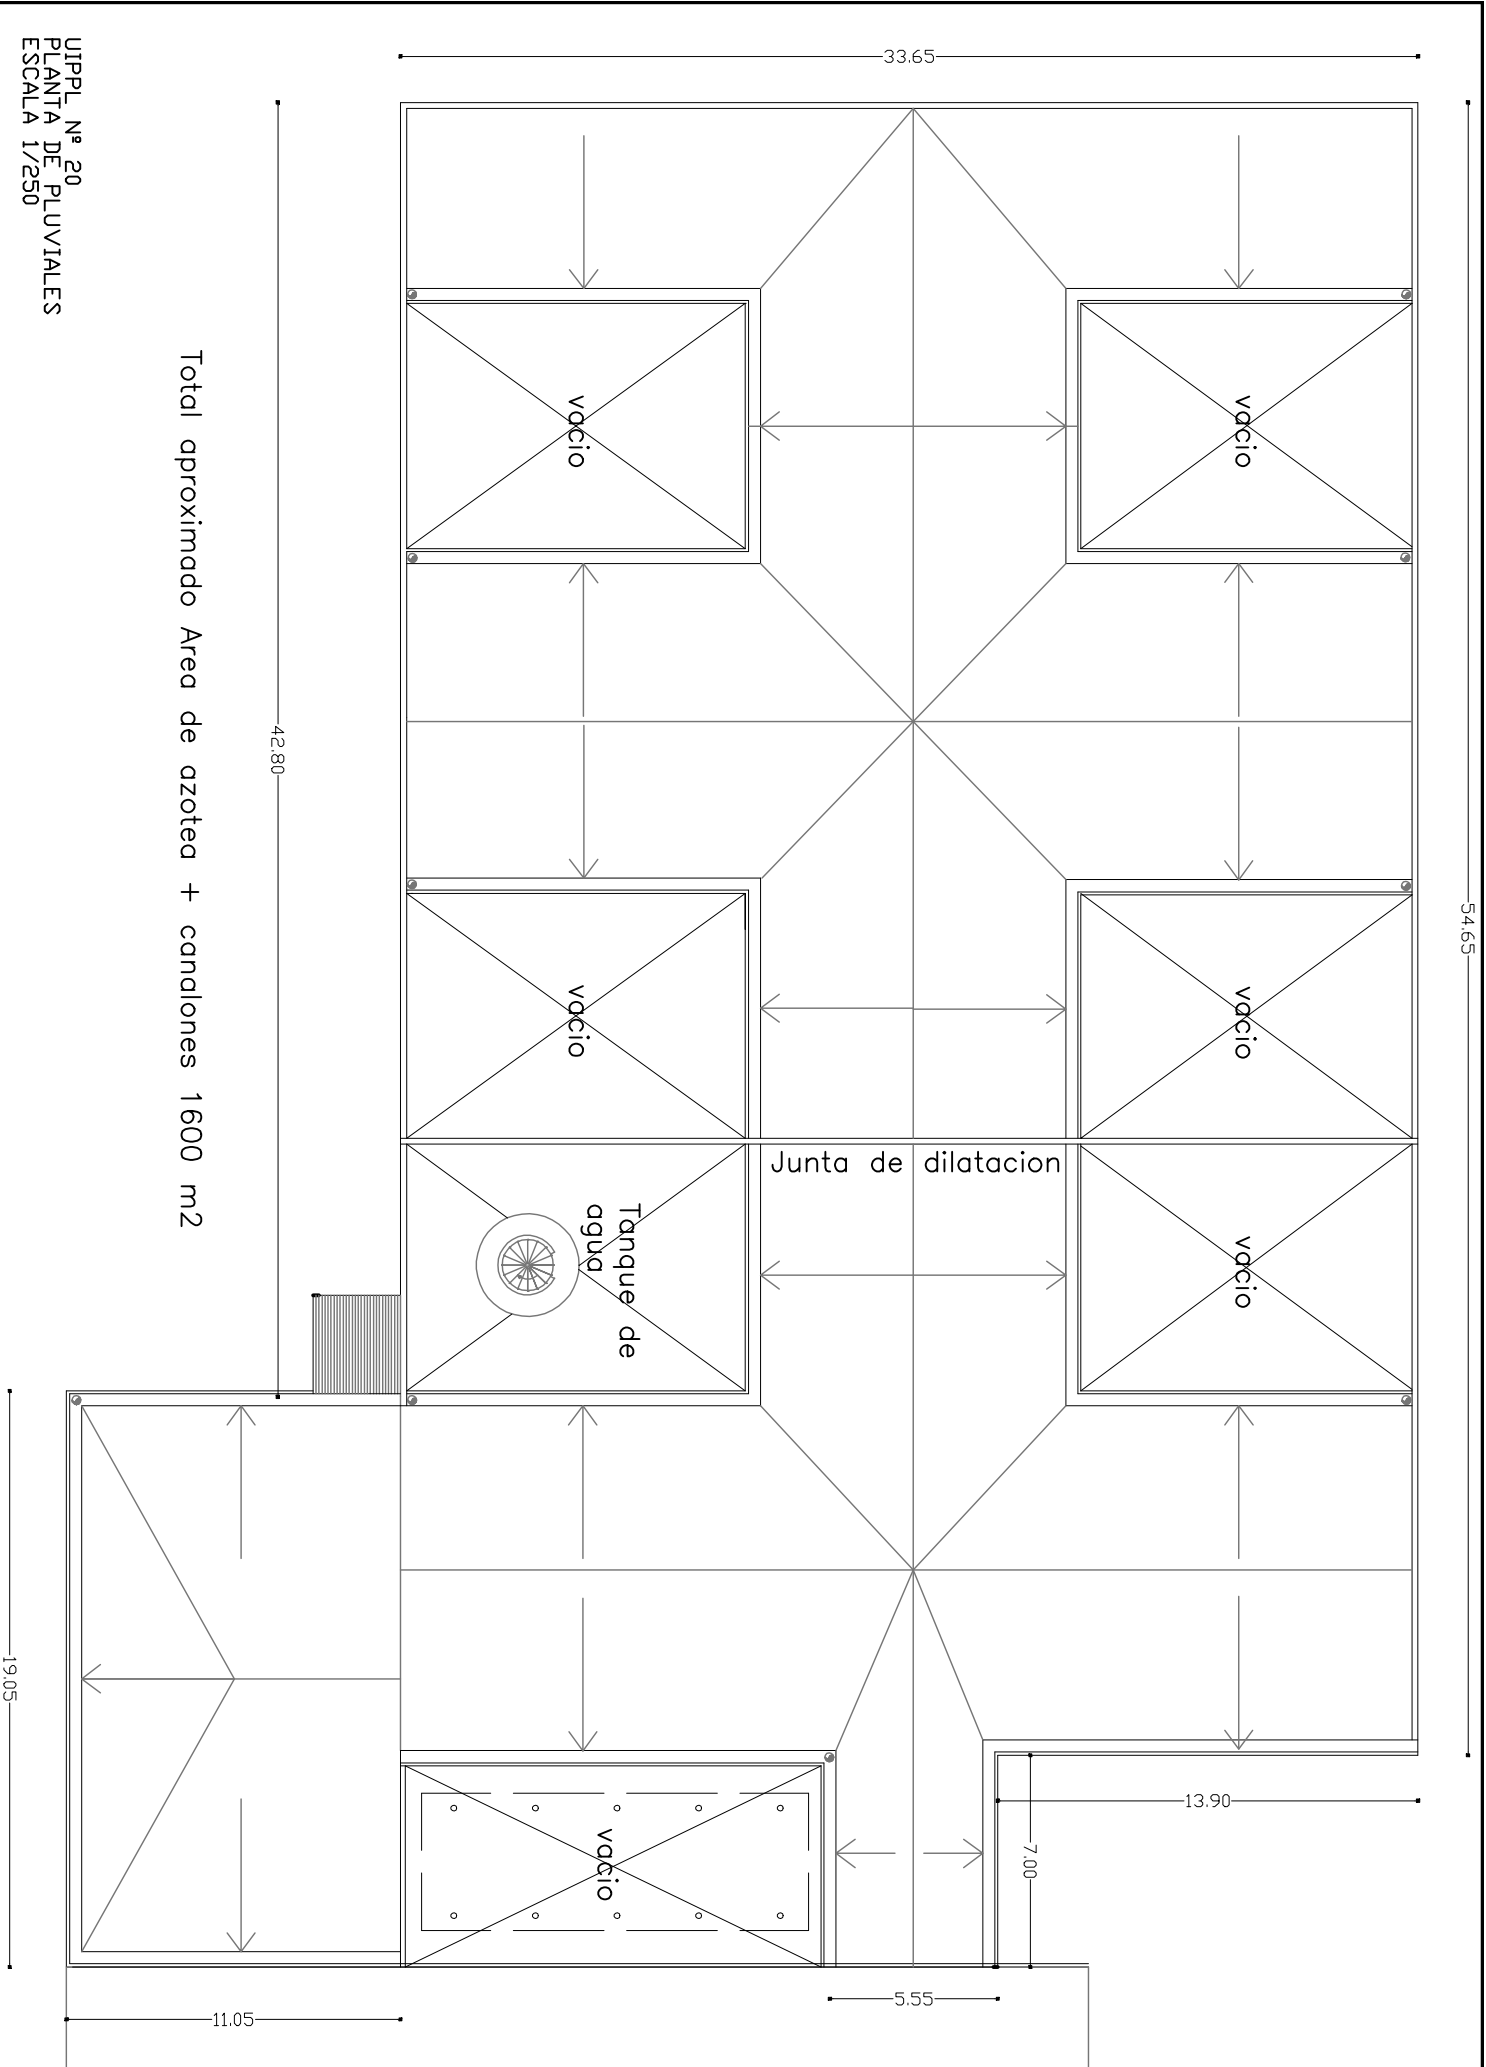 UIPPL Nº 20
PLANTA DE PLUVIALES
ESCALA 1/250
33.65
54.65
42.80
Total aproximado Area de azotea + canalones 1600 m2
vacio
vacio
vacio
vacio
Junta de dilatacion
Tanque de
agua
vacio
vacio
13.90
7.00
5.55
19.05
11.05